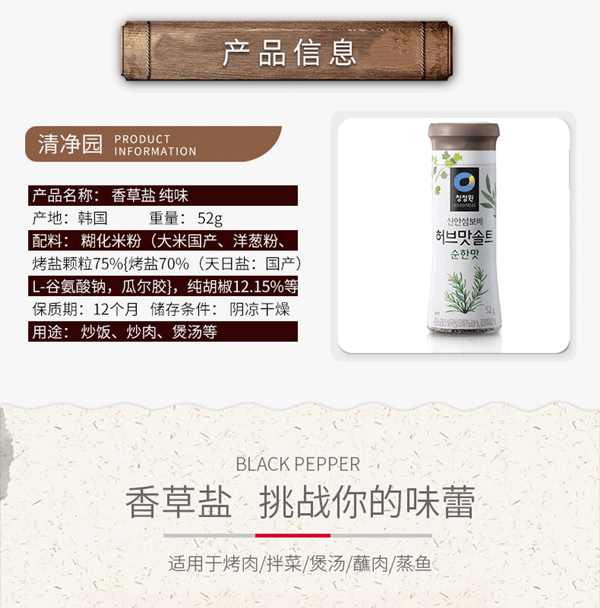 产品信息
清净园 PRODUCT INFORMATION
产品名称： 香草盐 纯味
产地：韩国 重量： 52g
配料： 糊化米粉（大米国产、洋葱粉、
烤盐颗粒75%{烤盐70%（天日盐：国产）
L-谷氨酸钠，瓜尔胶}，纯胡椒12.15%等
保质期：12个月 储存条件： 阴凉干燥
用途： 炒饭、炒肉、煲汤等
청정원
신안섬보배
허브맛솔트
순한맛
52g
BLACK PEPPER
香草盐 挑战你的味蕾
适用于烤肉/拌菜/煲汤/蘸肉/蒸鱼